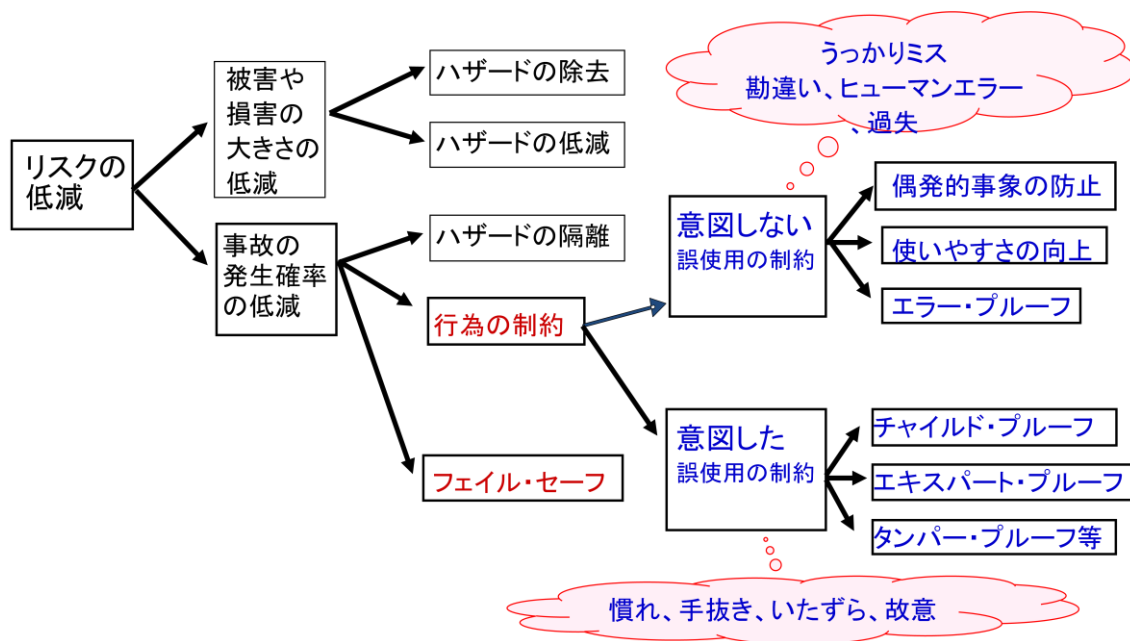 うっかりミス
勘違い、ヒューマンエラー
、過失
被害や
損害の
大きさの
低減
ハザードの除去
ハザードの低減
リスクの
低減
事故の
発生確率
の低減
ハザードの隔離
行為の制約
フェイル・セーフ
意図しない
誤使用の制約
偶発的事象の防止
使いやすさの向上
エラー・プルーフ
意図した
誤使用の制約
チャイルド・プルーフ
エキスパート・プルーフ
タンパー・プルーフ等
慣れ、手抜き、いたずら、故意